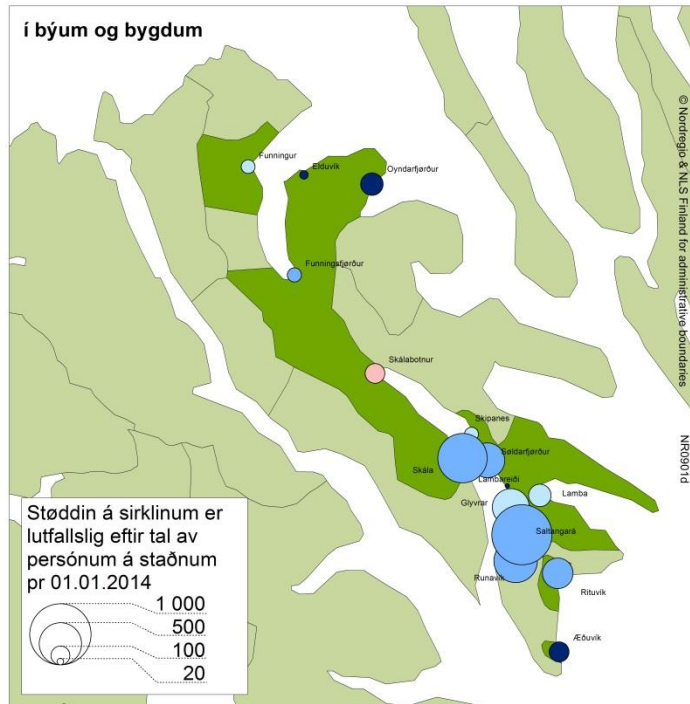 í býum og bygdum
Funningur
Elduvík
Oyndarfjørður
Funningsfjørður
Skálabotnur
Skipanes
Skála
Søldarfjørður
Lambareiði
Glyvrar
Lamba
Saltangará
Runavík
Rituvík
Æðuvík
Støddin á sirklinum er
lutfallslig eftir tal av
persónum á staðnum
pr 01.01.2014
1 000
500
100
20
© Nordregio & NLS Finland for administrative boundaries
NR0901d